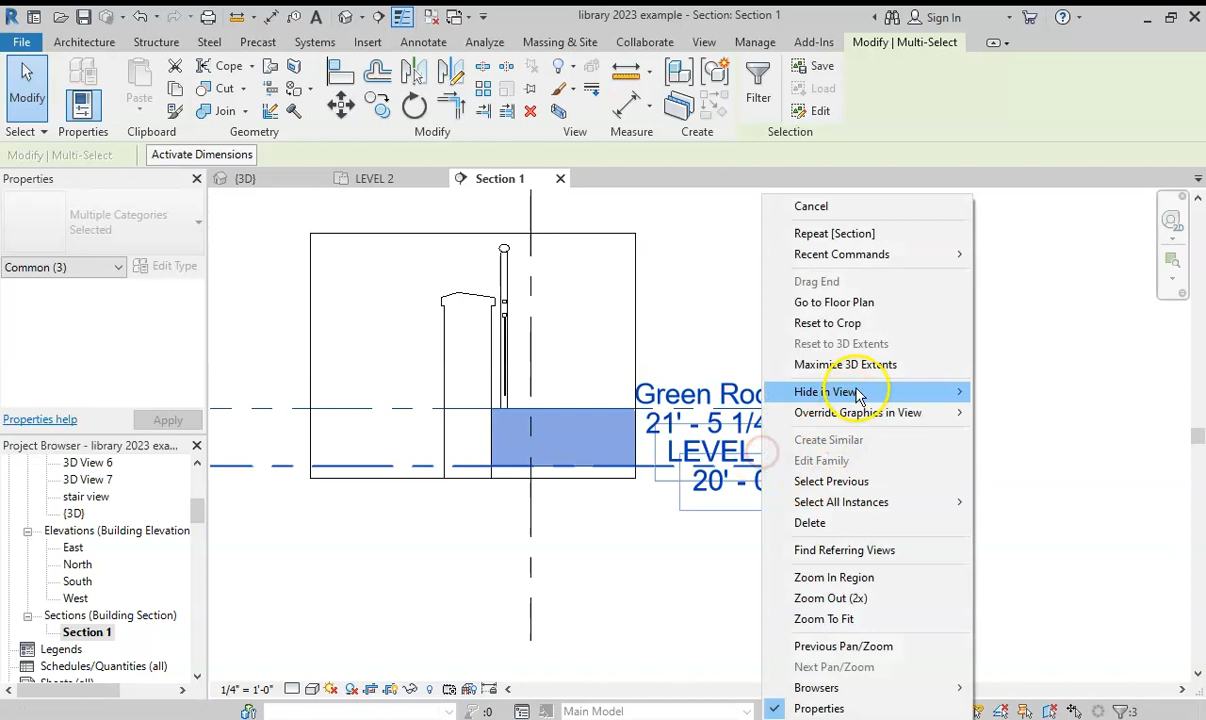 library 2023 example - Section: Section 1
Sign In
File Architecture Structure Steel Precast Systems Insert Annotate Analyze Massing & Site Collaborate View Manage Add-Ins Modify | Multi-Select
Modify
Paste
Cope
Cut
Join
Filter
Save
Load
Edit
Select Properties Clipboard Geometry Modify View Measure Create Selection
Modify | Multi-Select
Activate Dimensions
Properties
{3D}
LEVEL 2
Section 1
Multiple Categories
Selected
Common (3)
Edit Type
Properties help
Apply
Project Browser - library 2023 exa...
3D View 6
3D View 7
stair view
{3D}
Elevations (Building Elevation
East
North
South
West
Sections (Building Section)
Section 1
Legends
Schedules/Quantities (all)
21' - 5 1/4
LEVEL
Cancel
Repeat [Section]
Recent Commands
Drag End
Go to Floor Plan
Reset to Crop
Reset to 3D Extents
Maximize 3D Extents
Hide in View
Override Graphics in View
Create Similar
Edit Family
Select Previous
Select All Instances
Delete
Find Referring Views
Zoom In Region
Zoom Out (2x)
Zoom To Fit
Previous Pan/Zoom
Next Pan/Zoom
Browsers
Properties
1/4" = 1'-0"
:0
Main Model
:3